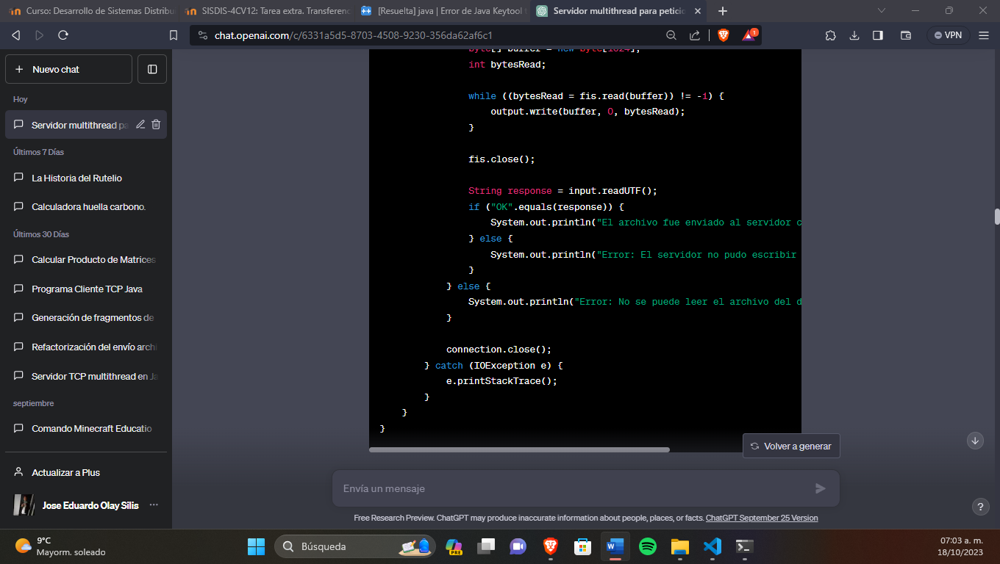 Curso: Desarrollo de Sistemas Distribu
SISDIS-4CV12: Tarea extra. Transferenc
[Resuelta] java | Error de Java Keytool
Servidor multithread para petici
chat.openai.com/c/6331a5d5-8703-4508-9230-356da62af6c1
1
VPN
Nuevo chat
Hoy
Servidor multithread pa
Últimos 7 Días
La Historia del Rutelio
Calculadora huella carbono.
Últimos 30 Días
Calcular Producto de Matrices
Programa Cliente TCP Java
Generación de fragmentos de
Refactorización del envío archi
Servidor TCP multithread en Ja
septiembre
Comando Minecraft Educatio
Actualizar a Plus
Jose Eduardo Olay Silis
byte[] buffer = new byte[1024];
int bytesRead;
while ((bytesRead = fis.read(buffer)) != -1) {
output.write(buffer, 0, bytesRead);
}
fis.close();
String response = input.readUTF();
if ("OK".equals(response)) {
System.out.println("El archivo fue enviado al servidor c
} else {
System.out.println("Error: El servidor no pudo escribir
}
} else {
System.out.println("Error: No se puede leer el archivo del d
}
connection.close();
} catch (IOException e) {
e.printStackTrace();
}
}
}
Volver a generar
Envía un mensaje
Free Research Preview. ChatGPT may produce inaccurate information about people, places, or facts. ChatGPT September 25 Version
?
9°C
Mayorm. soleado
Búsqueda
PRE
07:03 a. m.
18/10/2023